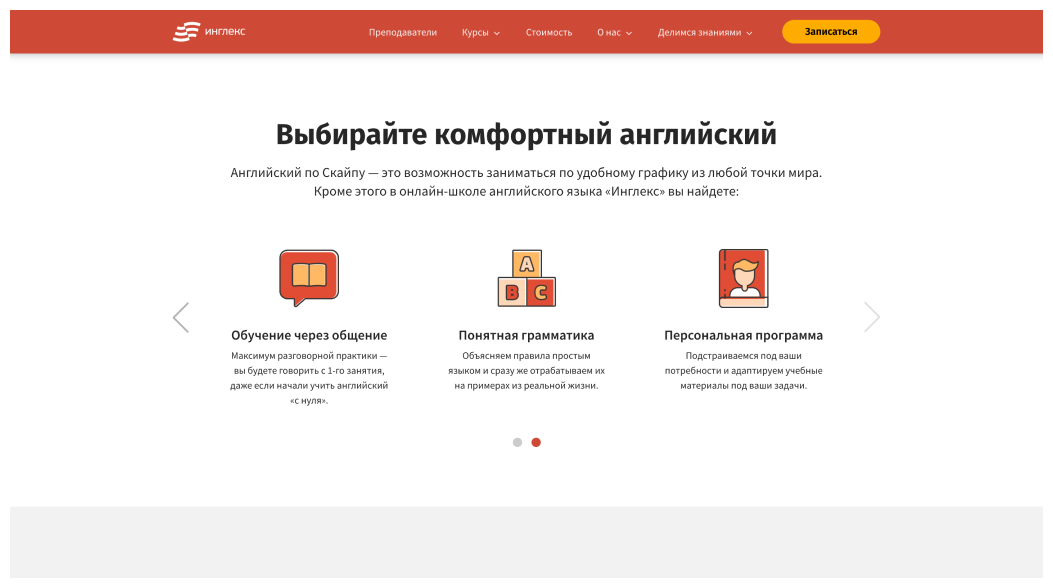 инглекс
Преподаватели Курсы Стоимость О нас Делимся знаниями Записаться
Выбирайте комфортный английский
Английский по Скайпу — это возможность заниматься по удобному графику из любой точки мира.
Кроме этого в онлайн-школе английского языка «Инглекс» вы найдете:
A
B C
Обучение через общение
Максимум разговорной практики —
вы будете говорить с 1-го занятия,
даже если начали учить английский
«с нуля».
Понятная грамматика
Объясняем правила простым
языком и сразу же отрабатываем их
на примерах из реальной жизни.
Персональная программа
Подстраиваемся под ваши
потребности и адаптируем учебные
материалы под ваши задачи.